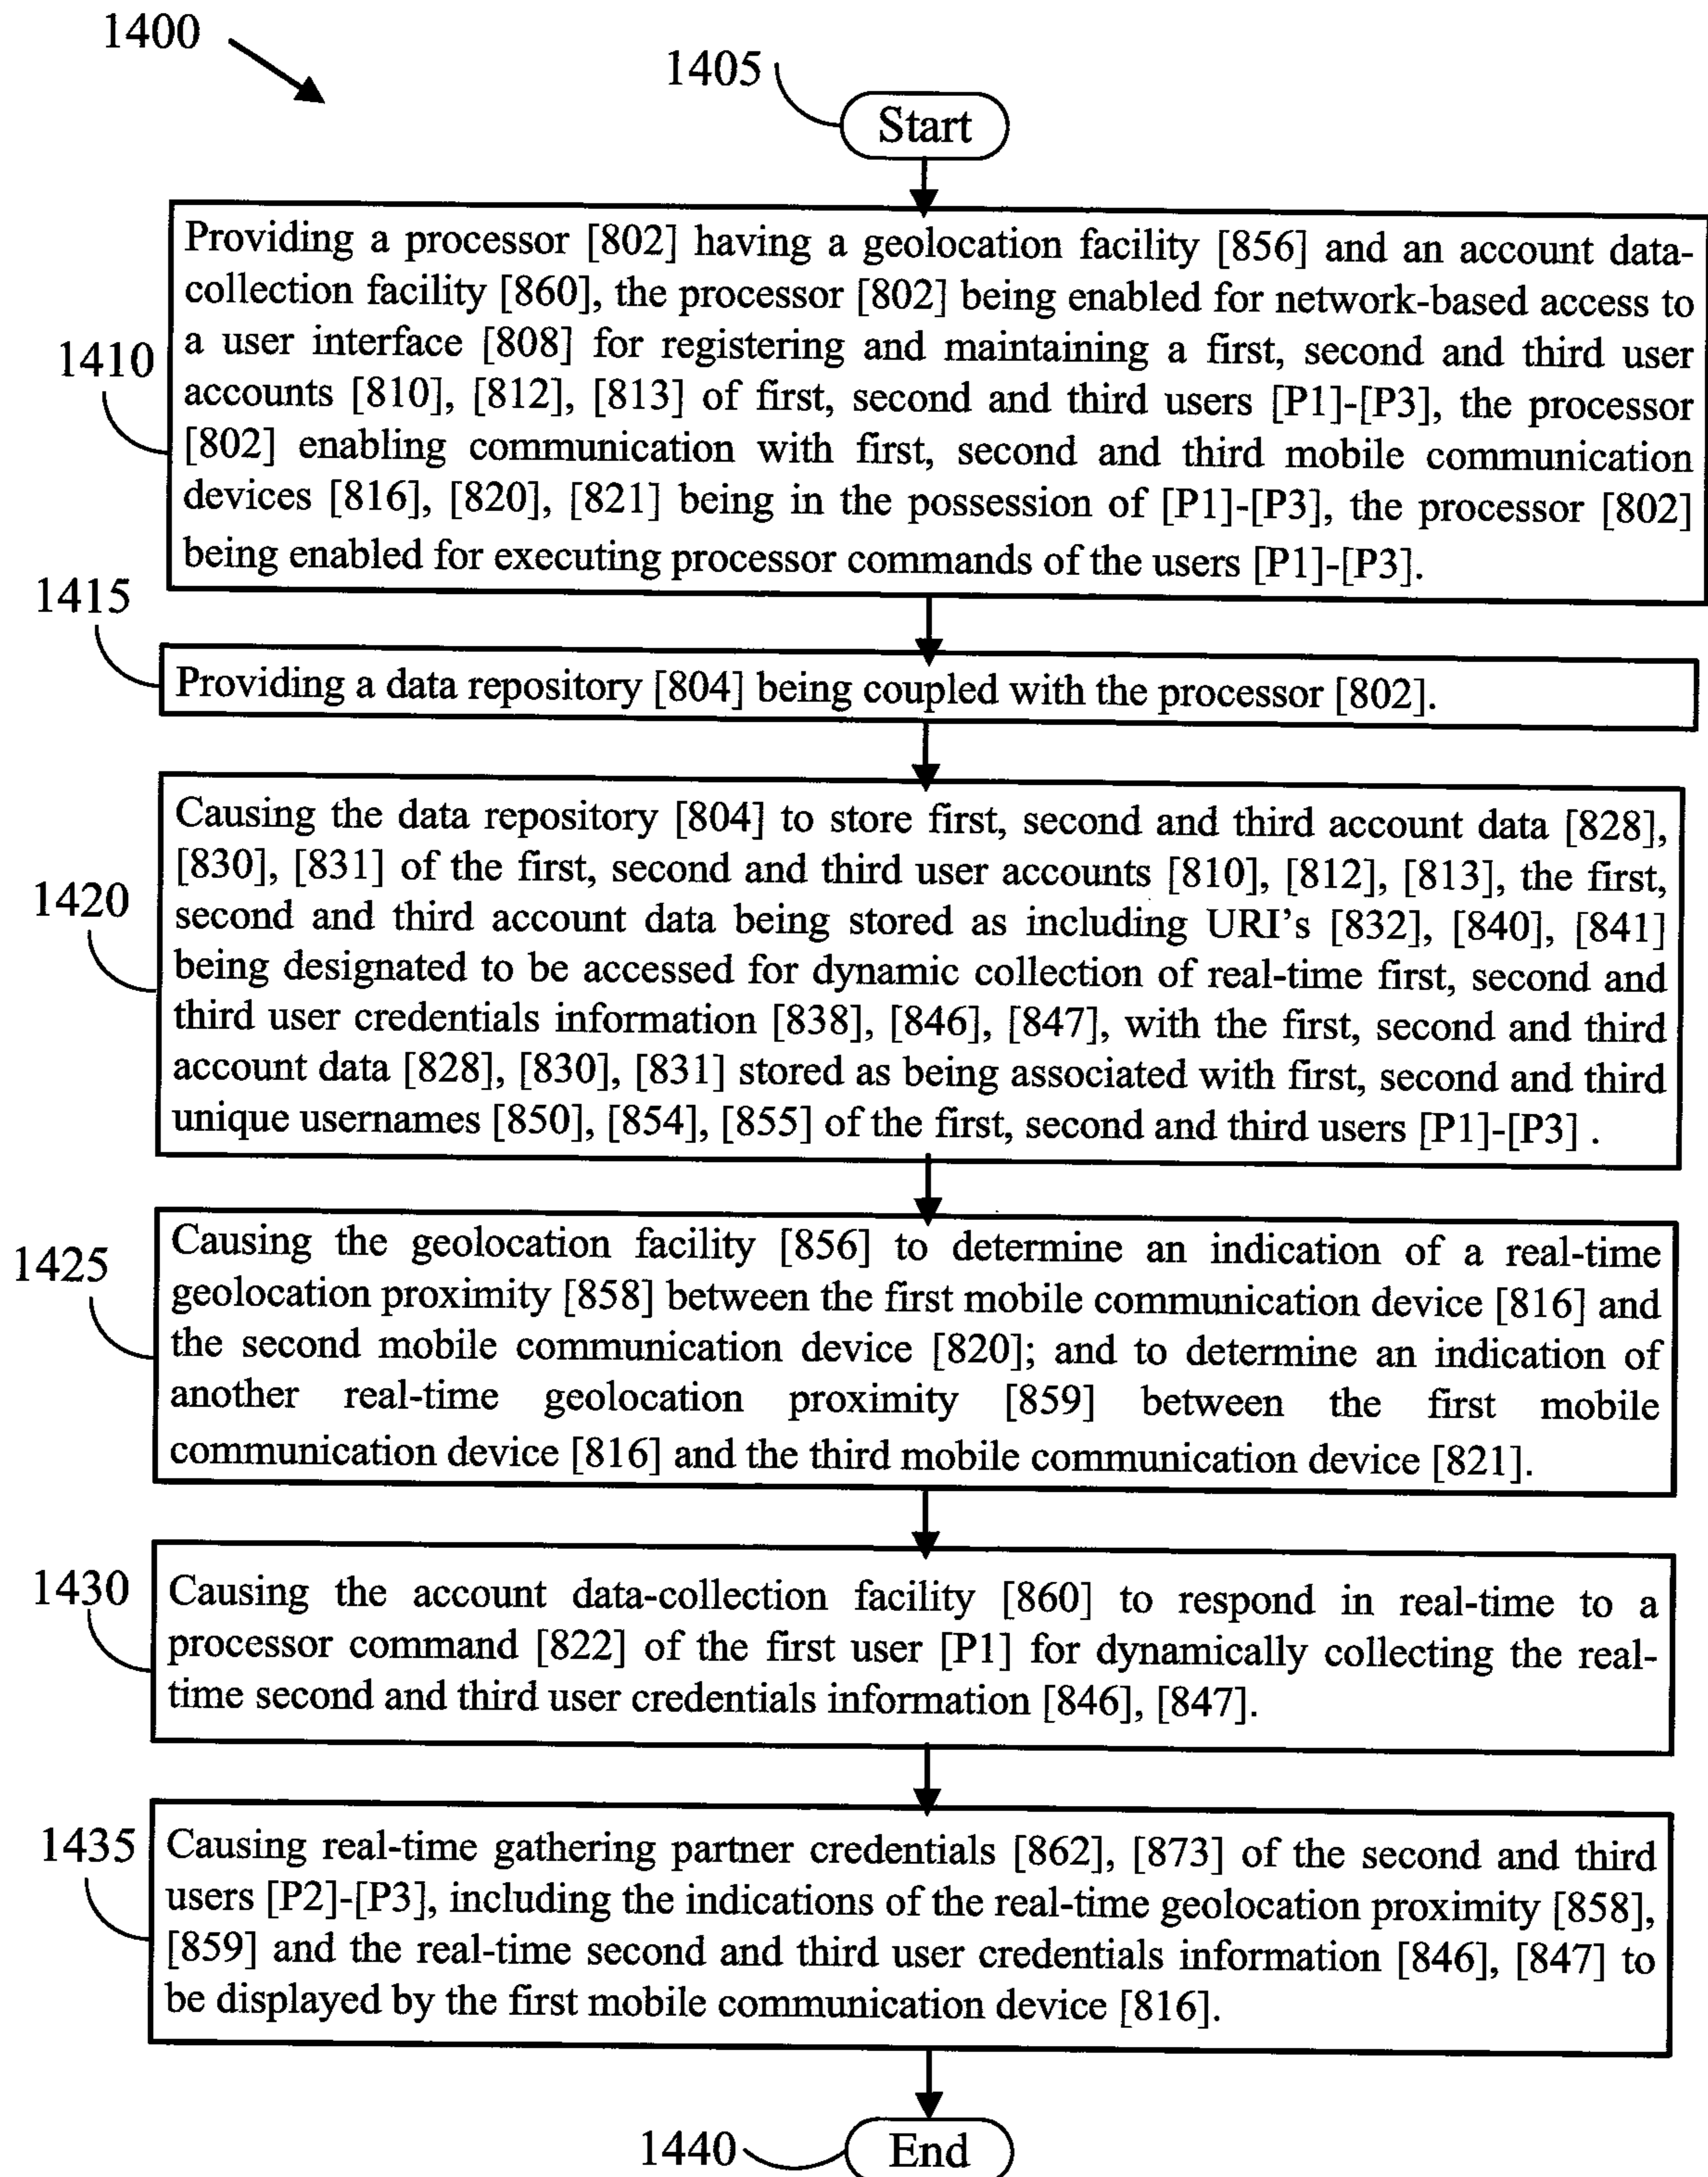 1400
1405
Start
1410
Providing a processor [802] having a geolocation facility [856] and an account data-
collection facility [860], the processor [802] being enabled for network-based access to
a user interface [808] for registering and maintaining a first, second and third user
accounts [810], [812], [813] of first, second and third users [P1]-[P3], the processor
[802] enabling communication with first, second and third mobile communication
devices [816], [820], [821] being in the possession of [P1]-[P3], the processor [802]
being enabled for executing processor commands of the users [P1]-[P3].
1415
Providing a data repository [804] being coupled with the processor [802].
1420
Causing the data repository [804] to store first, second and third account data [828],
[830], [831] of the first, second and third user accounts [810], [812], [813], the first,
second and third account data being stored as including URI's [832], [840], [841]
being designated to be accessed for dynamic collection of real-time first, second and
third user credentials information [838], [846], [847], with the first, second and third
account data [828], [830], [831] stored as being associated with first, second and third
unique usernames [850], [854], [855] of the first, second and third users [P1]-[P3] .
1425
Causing the geolocation facility [856] to determine an indication of a real-time
geolocation proximity [858] between the first mobile communication device [816] and
the second mobile communication device [820]; and to determine an indication of
another real-time geolocation proximity [859] between the first mobile
communication device [816] and the third mobile communication device [821].
1430
Causing the account data-collection facility [860] to respond in real-time to a
processor command [822] of the first user [P1] for dynamically collecting the real-
time second and third user credentials information [846], [847].
1435
Causing real-time gathering partner credentials [862], [873] of the second and third
users [P2]-[P3], including the indications of the real-time geolocation proximity [858],
[859] and the real-time second and third user credentials information [846], [847] to
be displayed by the first mobile communication device [816].
1440
End